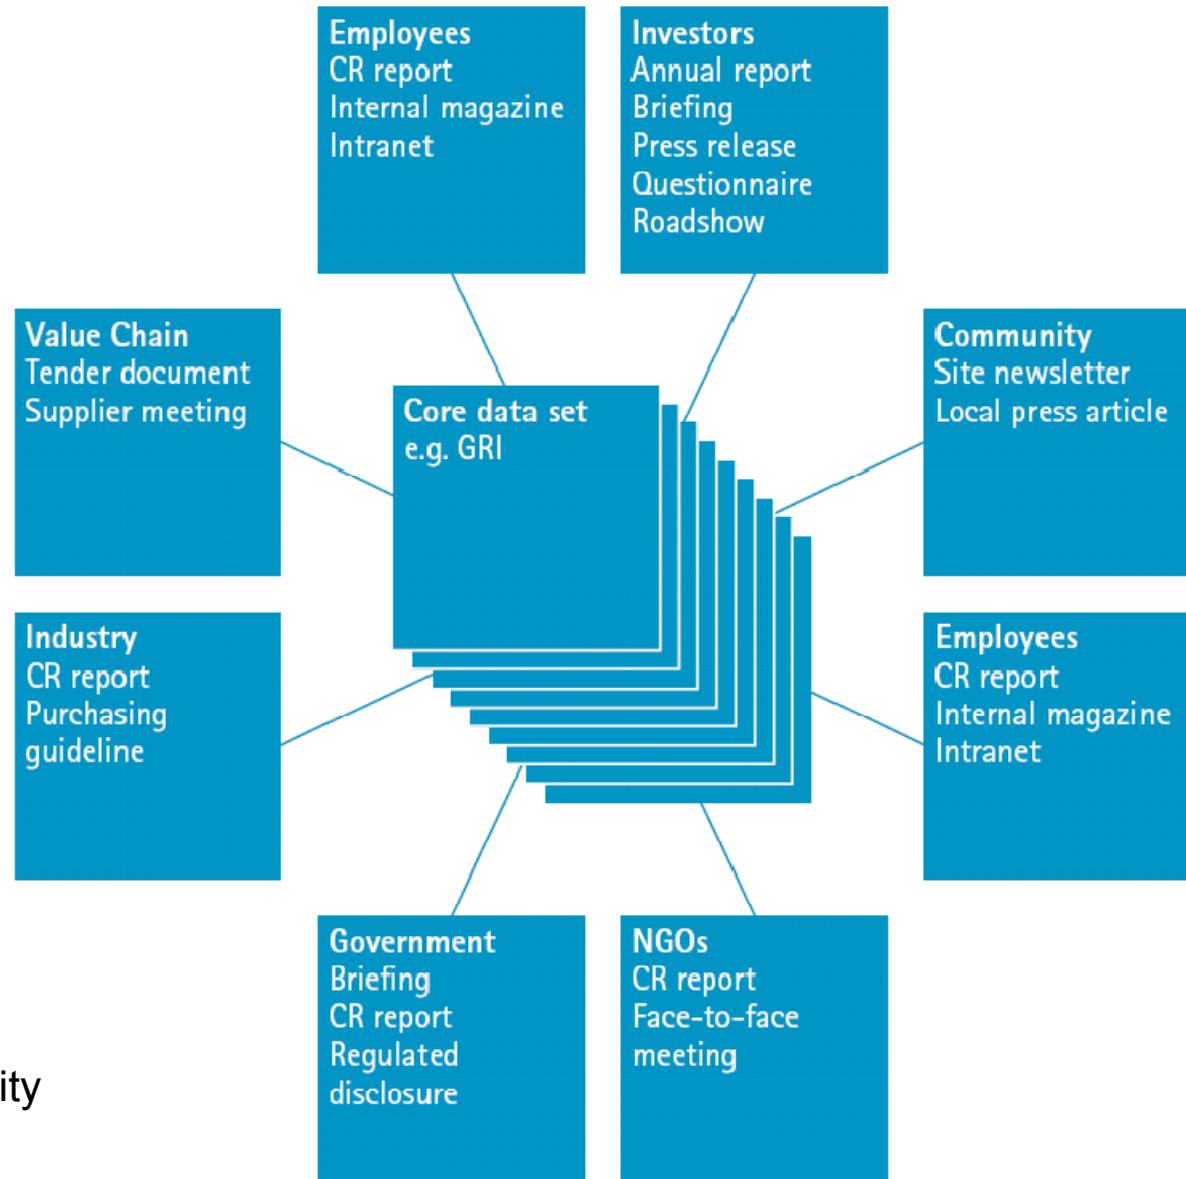 Employees
CR report
Internal magazine
Intranet
Investors
Annual report
Briefing
Press release
Questionnaire
Roadshow
Value Chain
Tender document
Supplier meeting
Core data set
e.g. GRI
Community
Site newsletter
Local press article
Industry
CR report
Purchasing
guideline
Employees
CR report
Internal magazine
Intranet
Government
Briefing
CR report
Regulated
disclosure
NGOs
CR report
Face-to-face
meeting
ity